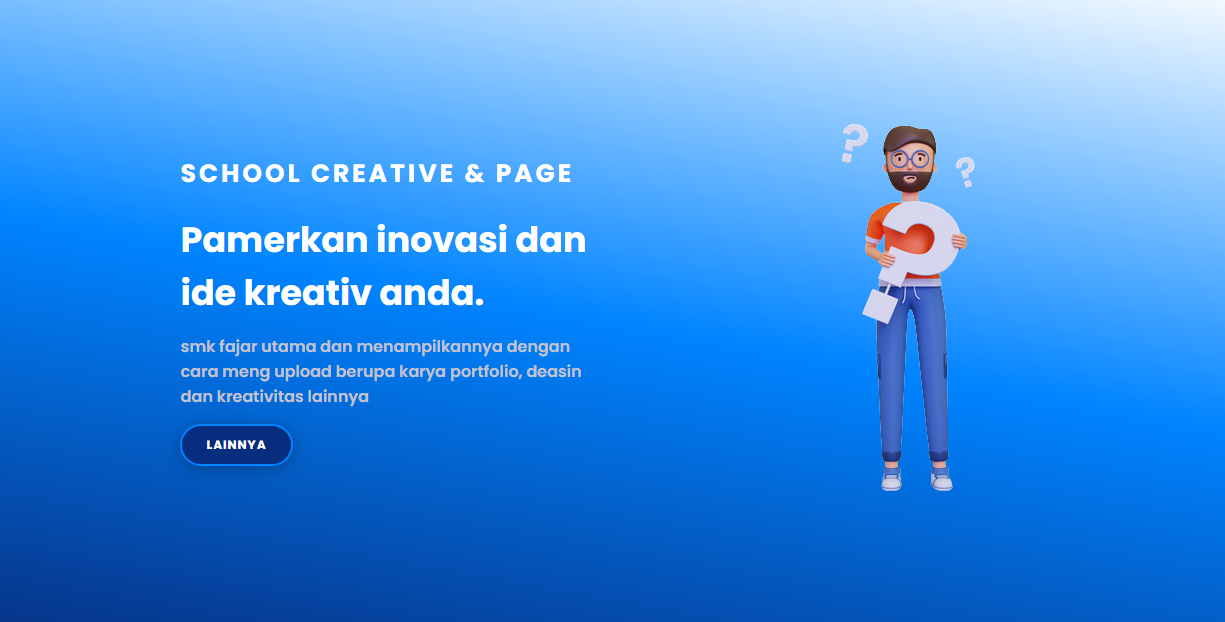 SCHOOL CREATIVE & PAGE
Pamerkan inovasi dan
ide kreativ anda.
smk fajar utama dan menampilkannya dengan
cara meng upload berupa karya portfolio, deasin
dan kreativitas lainnya
LAINNYA